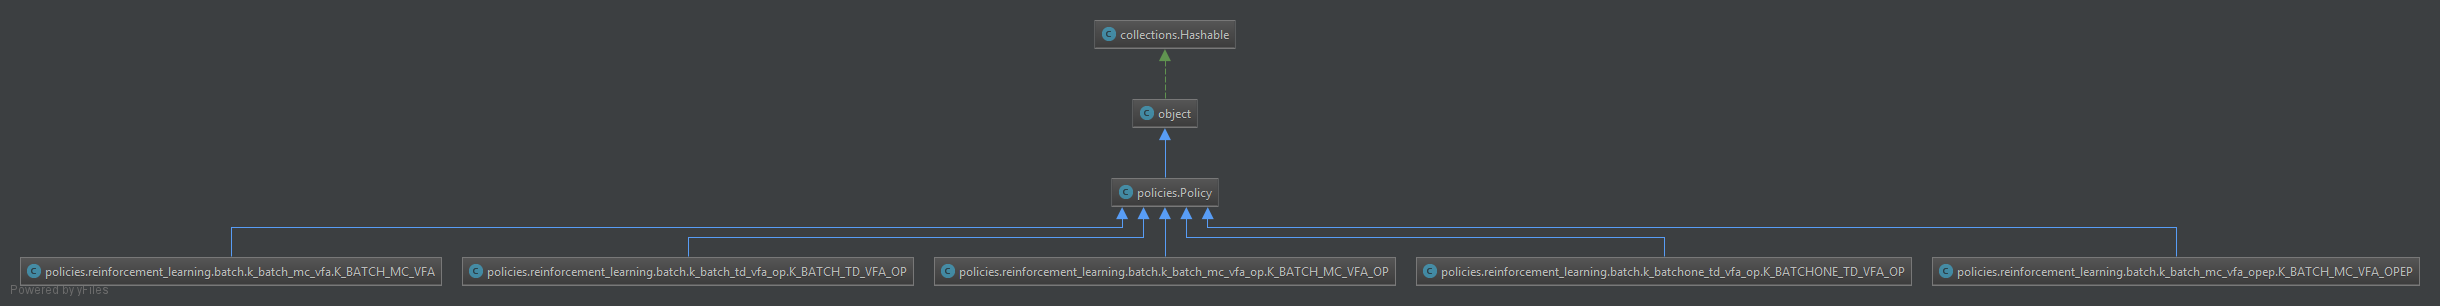 collections.Hashable
object
policies.Policy
policies.reinforcement_learning.batch.k_batch_mc_vfa.K_BATCH_MC_VFA
policies.reinforcement_learning.batch.k_batch_td_vfa_op.K_BATCH_TD_VFA_OP
policies.reinforcement_learning.batch.k_batch_mc_vfa_op.K_BATCH_MC_VFA_OP
policies.reinforcement_learning.batch.k_batchone_td_vfa_op.K_BATCHONE_TD_VFA_OP
policies.reinforcement_learning.batch.k_batch_mc_vfa_opep.K_BATCH_MC_VFA_OPEP
Powered by yFiles